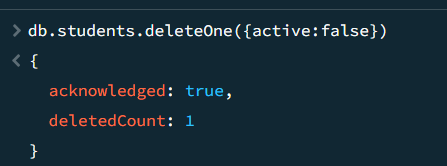 > db.students.deleteOne({active:false})
< {
acknowledged: true,
deletedCount: 1
}